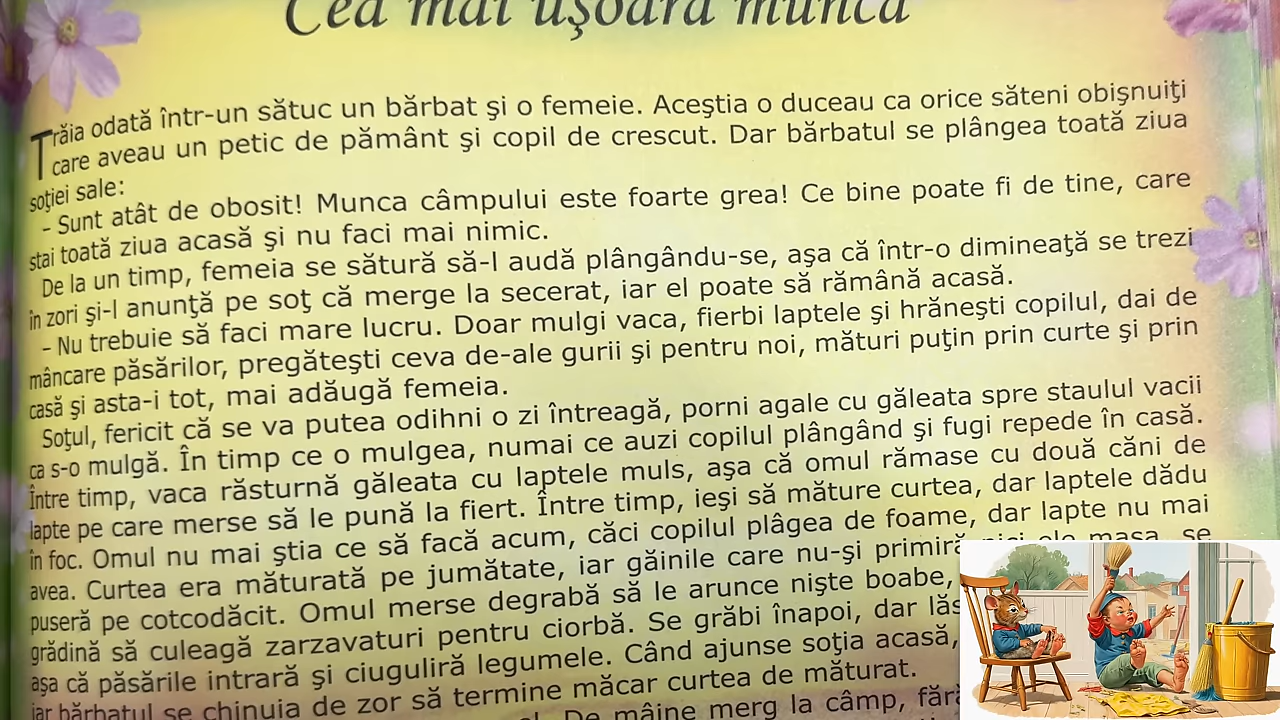 Cea mai uşoară muncă
Trăia odată într-un sătuc un bărbat şi o femeie. Aceştia o duceau ca orice săteni obişnuiţi
care aveau un petic de pământ şi copil de crescut. Dar bărbatul se plângea toată ziua
soţiei sale:
- Sunt atât de obosit! Munca câmpului este foarte grea! Ce bine poate fi de tine, care
stai toată ziua acasă şi nu faci mai nimic.
De la un timp, femeia se sătură să-l audă plângându-se, aşa că într-o dimineaţă se trezi
în zori şi-l anunţă pe soţ că merge la secerat, iar el poate să rămână acasă.
- Nu trebuie să faci mare lucru. Doar mulgi vaca, fierbi laptele şi hrăneşti copilul, dai de
mâncare păsărilor, pregăteşti ceva de-ale gurii şi pentru noi, mături puţin prin curte şi prin
casă şi asta-i tot, mai adăugă femeia.
Soţul, fericit că se va putea odihni o zi întreagă, porni agale cu găleata spre staulul vacii
ca s-o mulgă. În timp ce o mulgea, numai ce auzi copilul plângând şi fugi repede în casă.
Între timp, vaca răsturnă găleata cu laptele muls, aşa că omul rămase cu două căni de
lapte pe care merse să le pună la fiert. Între timp, ieşi să măture curtea, dar laptele dădu
în foc. Omul nu mai ştia ce să facă acum, căci copilul plâgea de foame, dar lapte nu mai
avea. Curtea era măturată pe jumătate, iar găinile care nu-şi primiră nici ele masa, se
puseră pe cotcodăcit. Omul merse degrabă să le arunce nişte boabe,
grădină să culeagă zarzavaturi pentru ciorbă. Se grăbi înapoi, dar
aşa că păsările intrară şi ciuguliră legumele. Când ajunse soţia acasă,
iar bărbatul se chinuia de zor să termine măcar curtea de măturat.
De mâine merg la câmp,